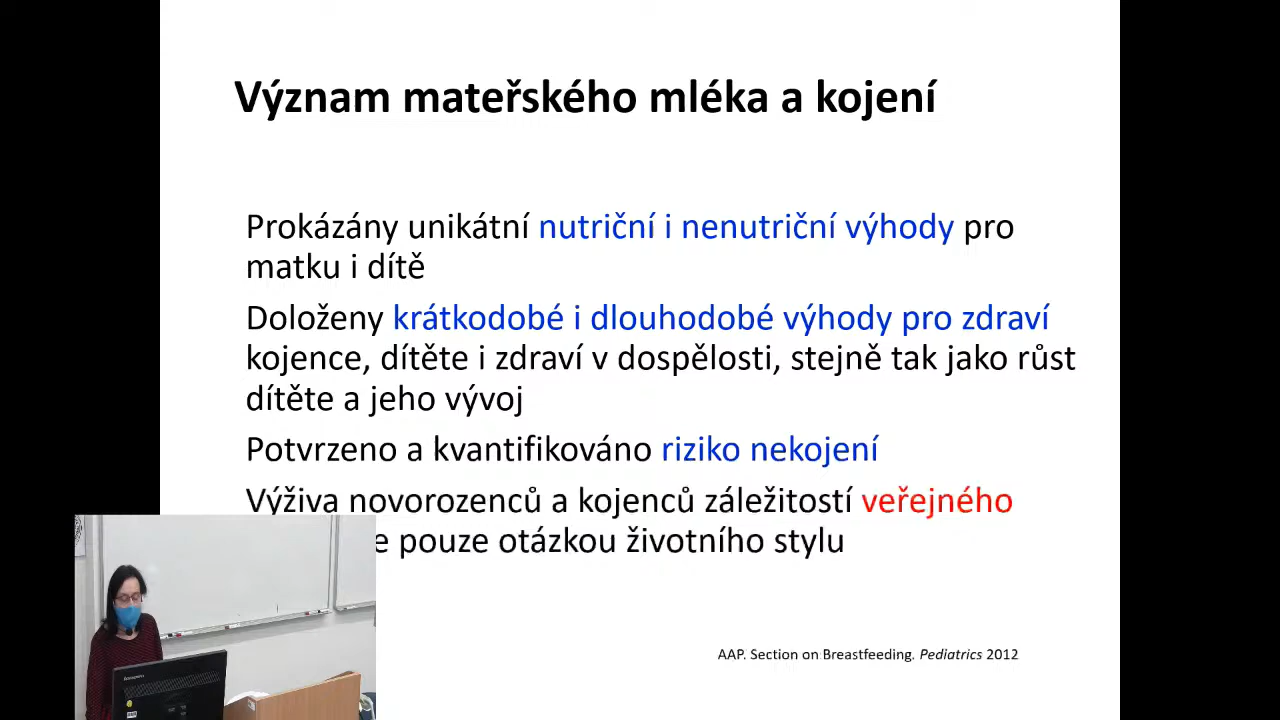 Význam mateřského mléka a kojení
Prokázány unikátní nutriční i nenutriční výhody pro
matku i dítě
Doloženy krátkodobé i dlouhodobé výhody pro zdraví
kojence, dítěte i zdraví v dospělosti, stejně tak jako růst
dítěte a jeho vývoj
Potvrzeno a kvantifikováno riziko nekojení
Výživa novorozenců a kojenců záležitostí veřejného
pouze otázkou životního stylu
AAP. Section on Breastfeeding. Pediatrics 2012